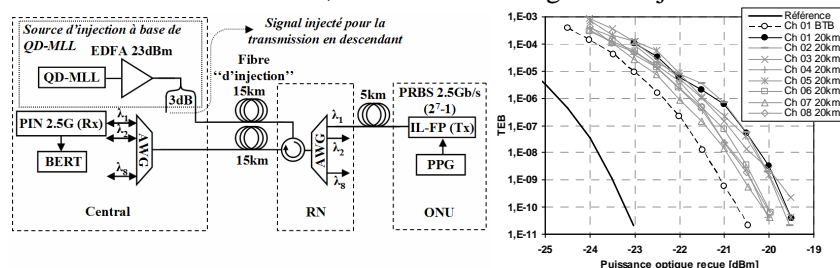 Source d'injection à base de
QD-MLL
EDFA 23dBm
QD-MLL
3dB
Signal injecté pour la
transmission en descendant
Fibre
‘‘d'injection’’
15km
15km
PIN 2.5G (Rx)
BERT
λ1
λ2
λ8
AWG
Central
AWG
λ1
λ2
λ8
RN
5km
PRBS 2.5Gb/s
(2⁷-1)
IL-FP (Tx)
PPG
ONU
TEB
1,E-03
1,E-04
1,E-05
1,E-06
1,E-07
1,E-08
1,E-09
1,E-10
1,E-11
-25
-24
-23
-22
-21
-20
-19
Puissance optique reçue [dBm]
Référence
Ch 01 BTB
Ch 01 20km
Ch 02 20km
Ch 03 20km
Ch 04 20km
Ch 05 20km
Ch 06 20km
Ch 07 20km
Ch 08 20km